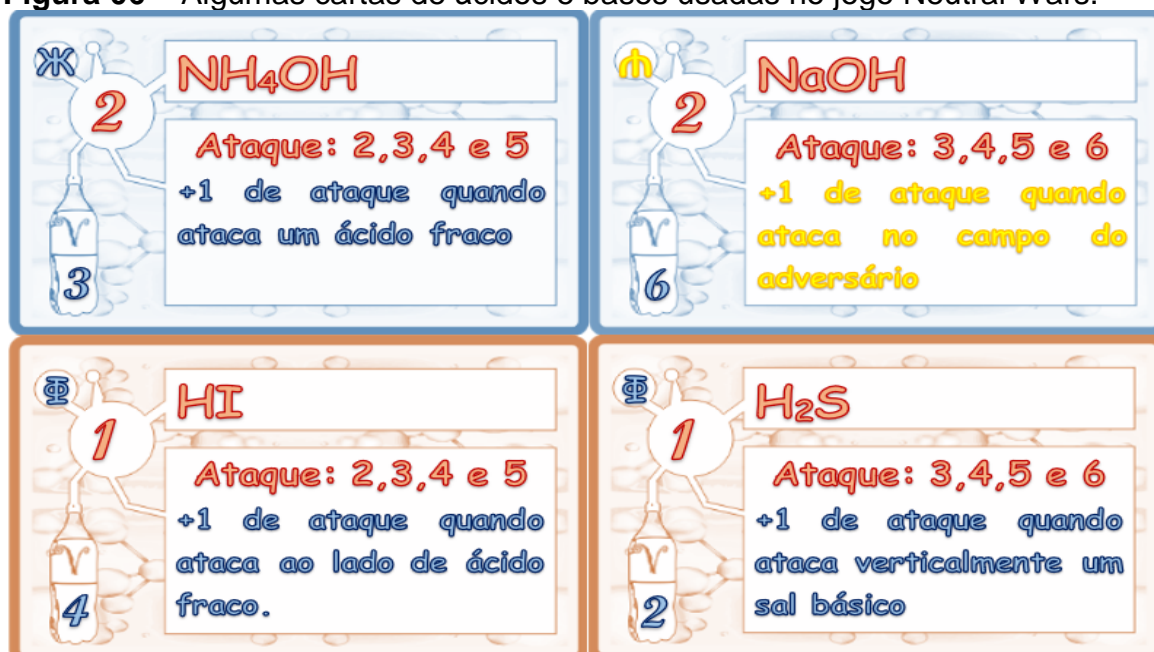 Figura – Algumas cartas de ácidos e bases usadas no jogo Neutral Wars.
Ж
NH₄OH
2
Ataque: 2,3,4 e 5
+1 de ataque quando
ataca um ácido fraco
3
NaOH
2
Ataque: 3,4,5 e 6
+1 de ataque quando
ataca no campo do
adversário
6
Φ
HI
1
Ataque: 2,3,4 e 5
+1 de ataque quando
ataca ao lado de ácido
fraco.
4
Φ
H₂S
1
Ataque: 3,4,5 e 6
+1 de ataque quando
ataca verticalmente um
sal básico
2